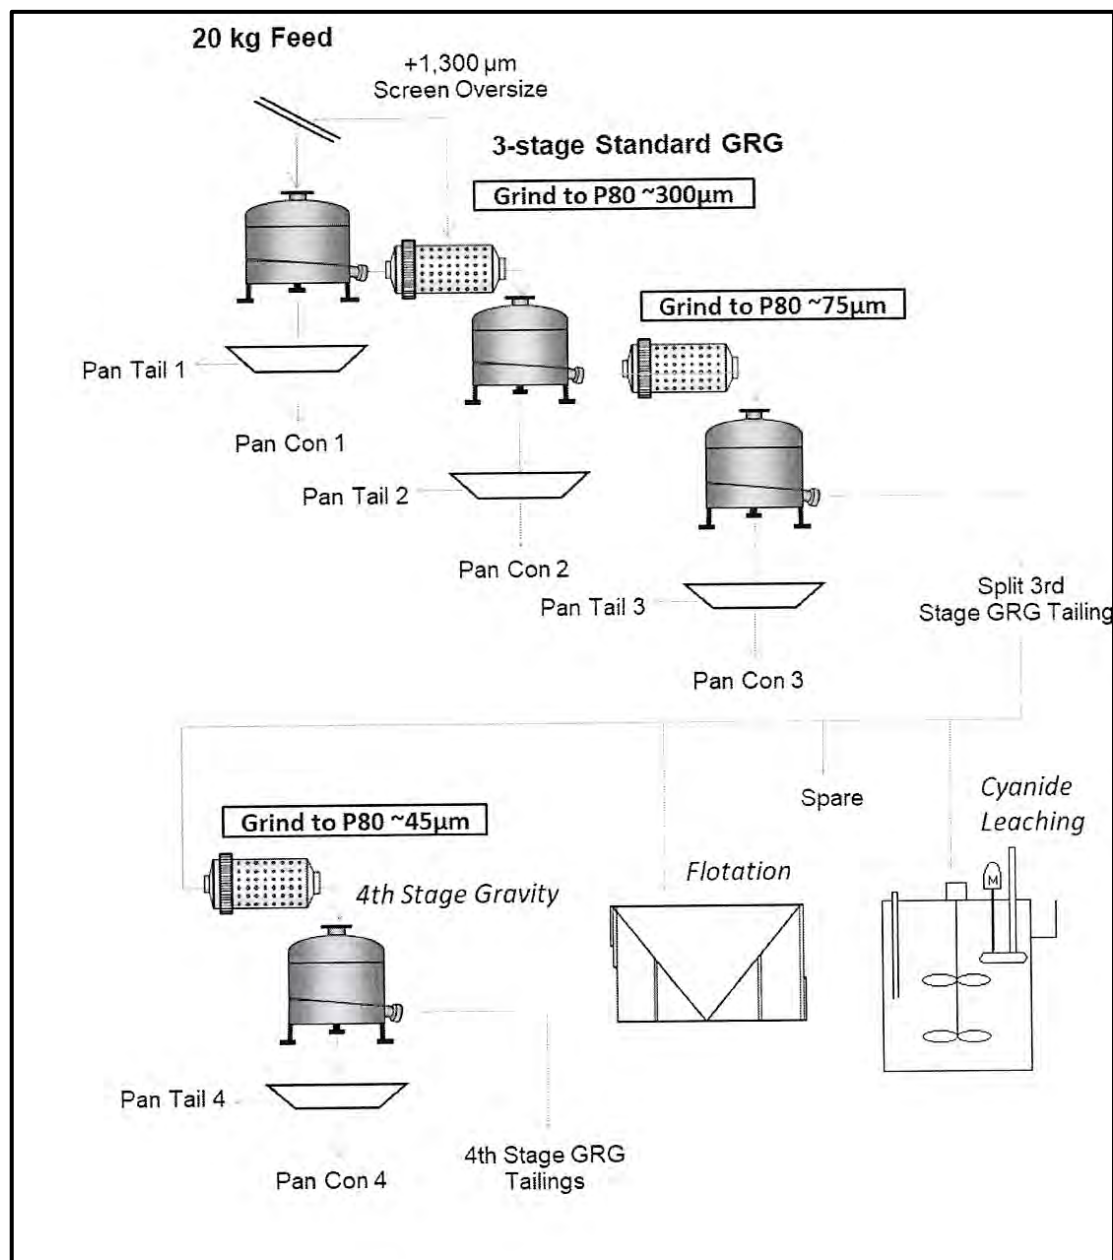 20 kg Feed
+1,300 µm
Screen Oversize
3-stage Standard GRG
Grind to P80 ~300µm
Grind to P80 ~75µm
Pan Tail 1
Pan Con 1
Pan Tail 2
Pan Con 2
Pan Tail 3
Split 3rd
Stage GRG Tailing
Pan Con 3
Spare
Cyanide
Leaching
Grind to P80 ~45µm
Flotation
4th Stage Gravity
M
Pan Tail 4
4th Stage GRG
Tailings
Pan Con 4